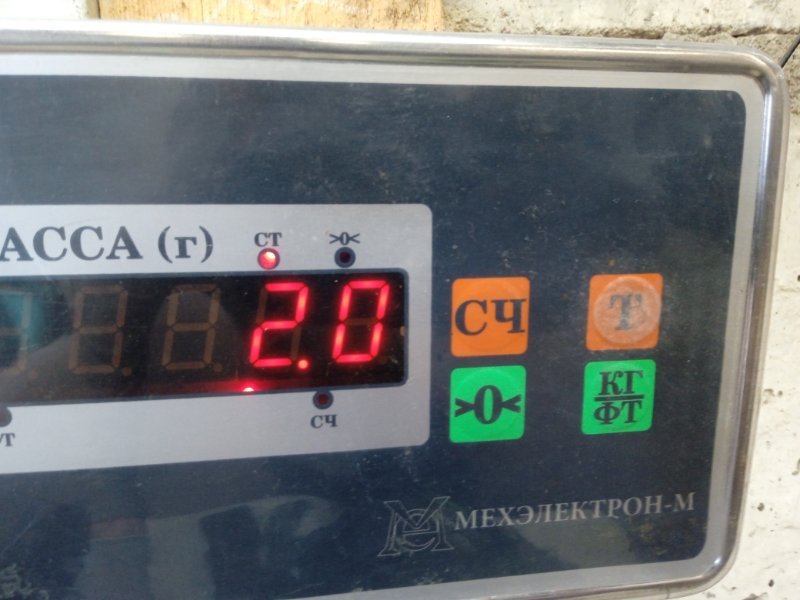 АССА (г)
СТ
>0<
2.0
СЧ
Т
>0<
КГ
ФТ
СЧ
МЕХЭЛЕКТРОН-М